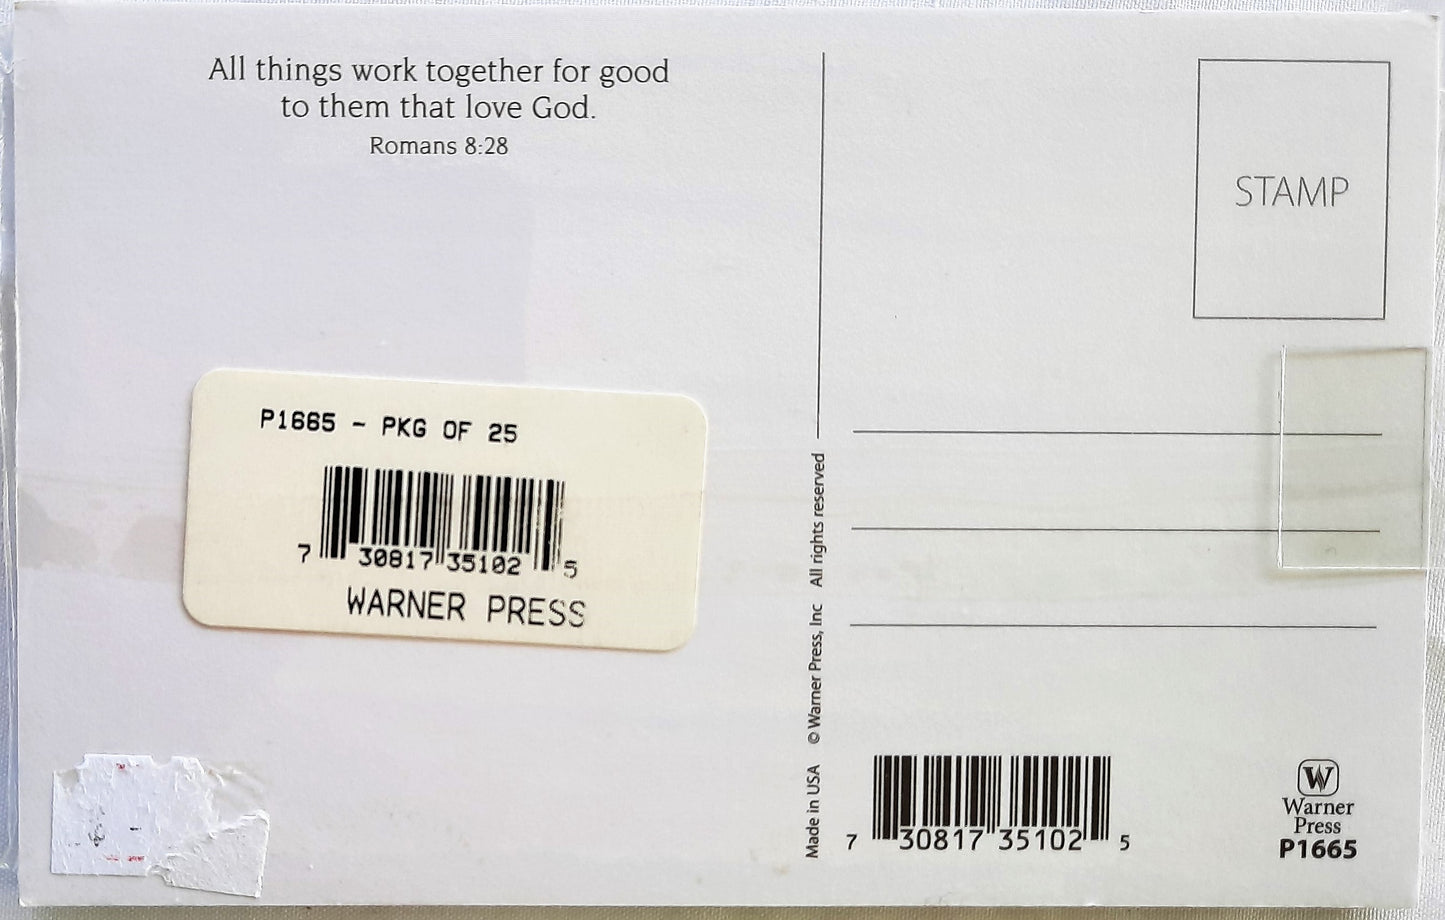 All things work together for good
to them that love God.
Romans 8:28
STAMP
P1665 - PKG OF 25
7 30817 35102 5
WARNER PRESS
Made in USA © Warner Press, Inc All rights reserved
7 30817 35102 5
W
Warner
Press
P1665